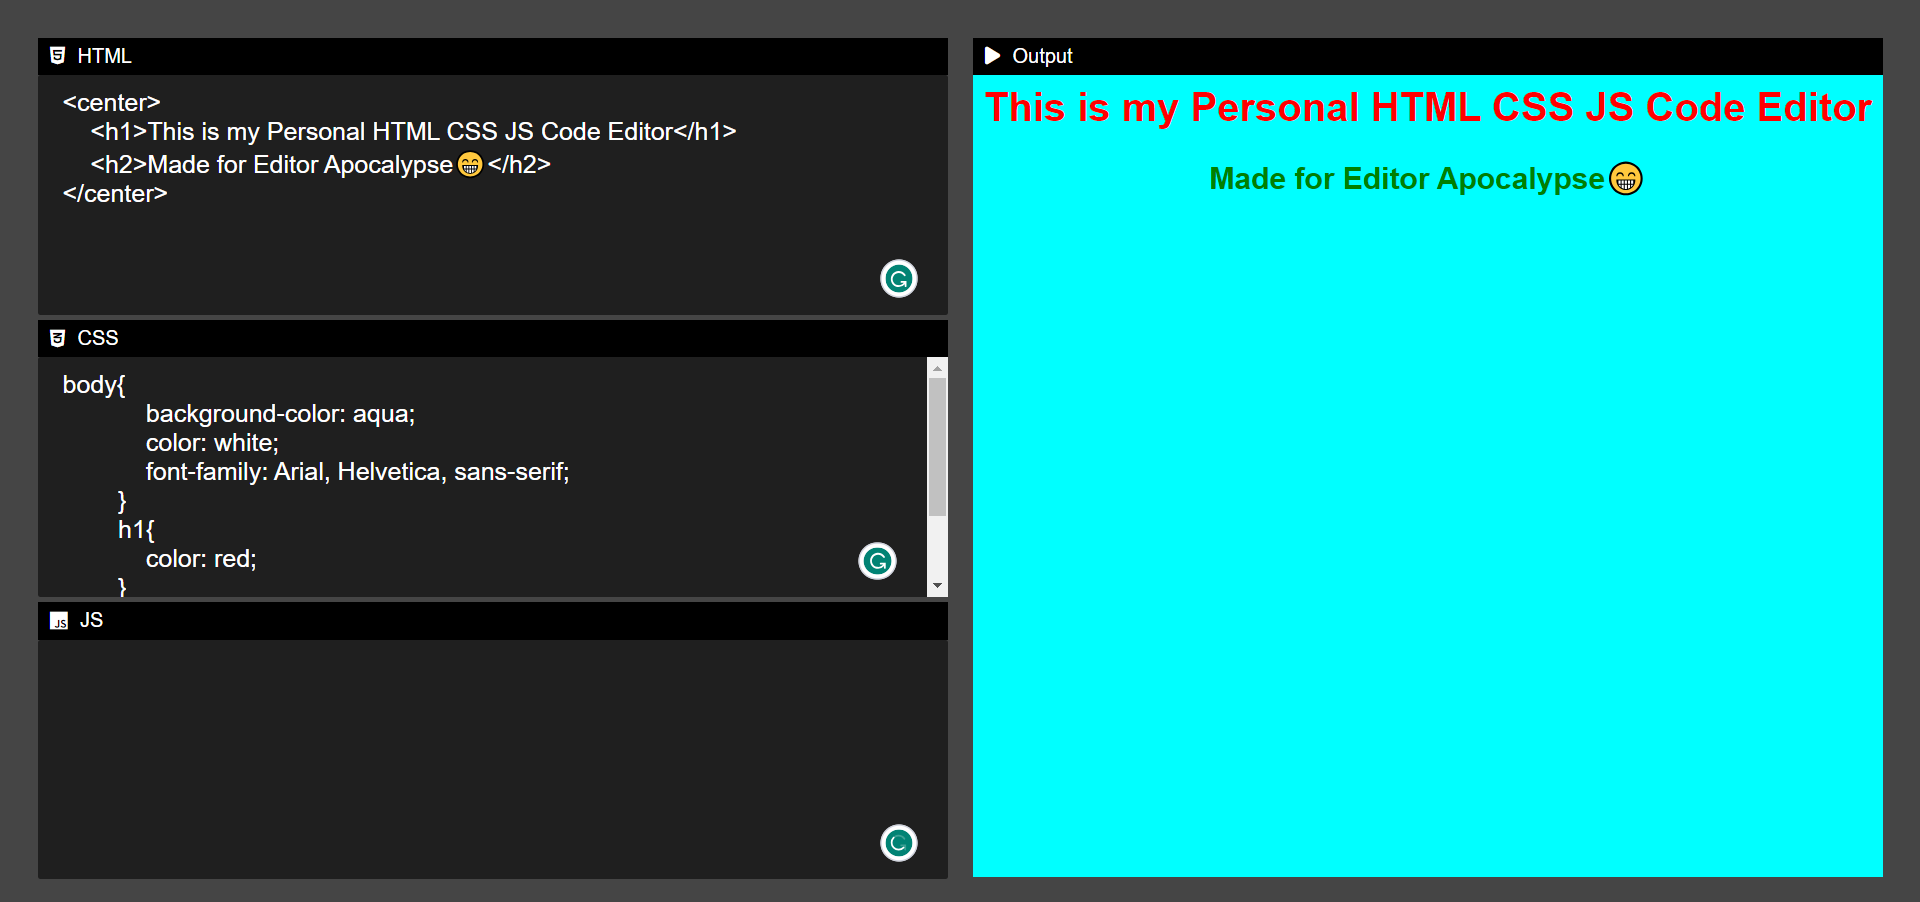 HTML
<center>
<h1>This is my Personal HTML CSS JS Code Editor</h1>
<h2>Made for Editor Apocalypse😁</h2>
</center>
CSS
body{
background-color: aqua;
color: white;
font-family: Arial, Helvetica, sans-serif;
}
h1{
color: red;
}
JS
Output
This is my Personal HTML CSS JS Code Editor
Made for Editor Apocalypse😁